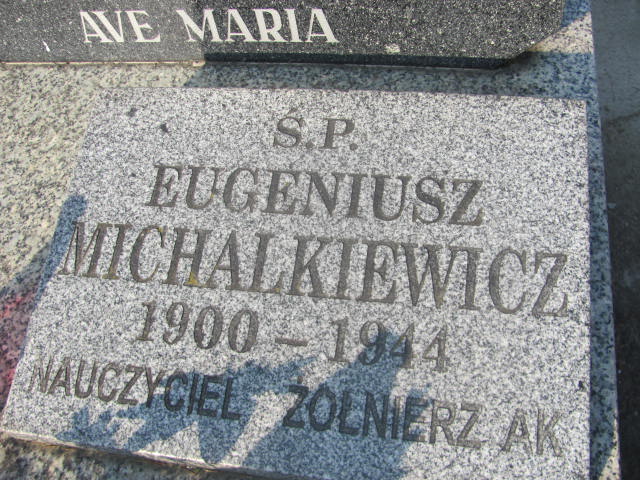 AVE MARIA
Ś.P.
EUGENIUSZ
MICHALKIEWICZ
1900 – 1944
NAUCZYCIEL ŻOŁNIERZ AK